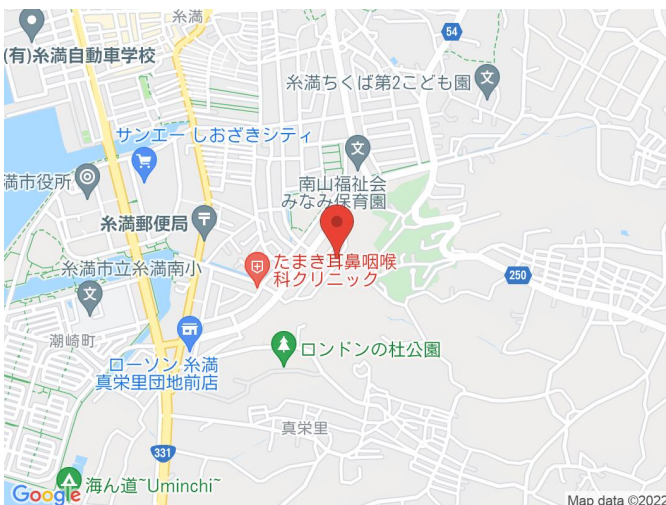 糸満
(有)糸満自動車学校
54
糸満ちくば第2こども園
文
サンエー しおざきシティ
文
満市役所
南山福祉会
みなみ保育園
糸満郵便局
糸満市立糸満南小
たまき耳鼻咽喉
科クリニック
250
文
潮崎町
ローソン 糸満
真栄里団地前店
ロンドンの杜公園
真栄里
331
海ん道~Uminchi~
Google
Map data ©2022